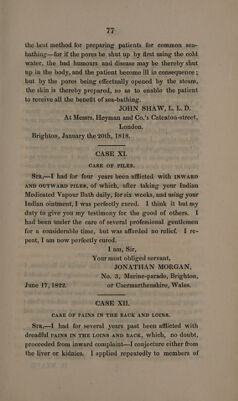 77
the best method for preparing patients for common sea-
bathing—for if the pores be shut up by first using the cold
water, the bad humours and disease may be thereby shut
up in the body, and the patient become ill in consequence;
but by the pores being effectually opened by the steam,
the skin is thereby prepared, so as to enable the patient
to receive all the benefit of sea-bathing.
JOHN SHAW, L. L. D.
At Messrs. Heyman and Co.'s Cateaton-street,
London.
Brighton, January the 20th, 1818.
CASE XI.
CASE OF PILES.
SIR,—I had for four years been afflicted with INWARD
AND OUTWARD PILES, of which, after taking your Indian
Medicated Vapour Bath daily, for six weeks, and using your
Indian ointment, I was perfectly cured. I think it but my
duty to give you my testimony for the good of others. I
had been under the care of several professional gentlemen
for a considerable time, but was afforded no relief. I re-
peat, I am now perfectly cured.
I am, Sir,
Your most obliged servant,
JONATHAN MORGAN,
No. 3, Marine-parade, Brighton,
June 17, 1822. or Caermarthenshire, Wales.
CASE XII.
CASE OF PAINS IN THE BACK AND LOINS.
SIR,—I had for several years past been afflicted with
dreadful PAINS IN THE LOINS AND BACK, which, no doubt,
proceeded from inward complaint—I conjecture either from
the liver or kidnies. I applied repeatedly to members of